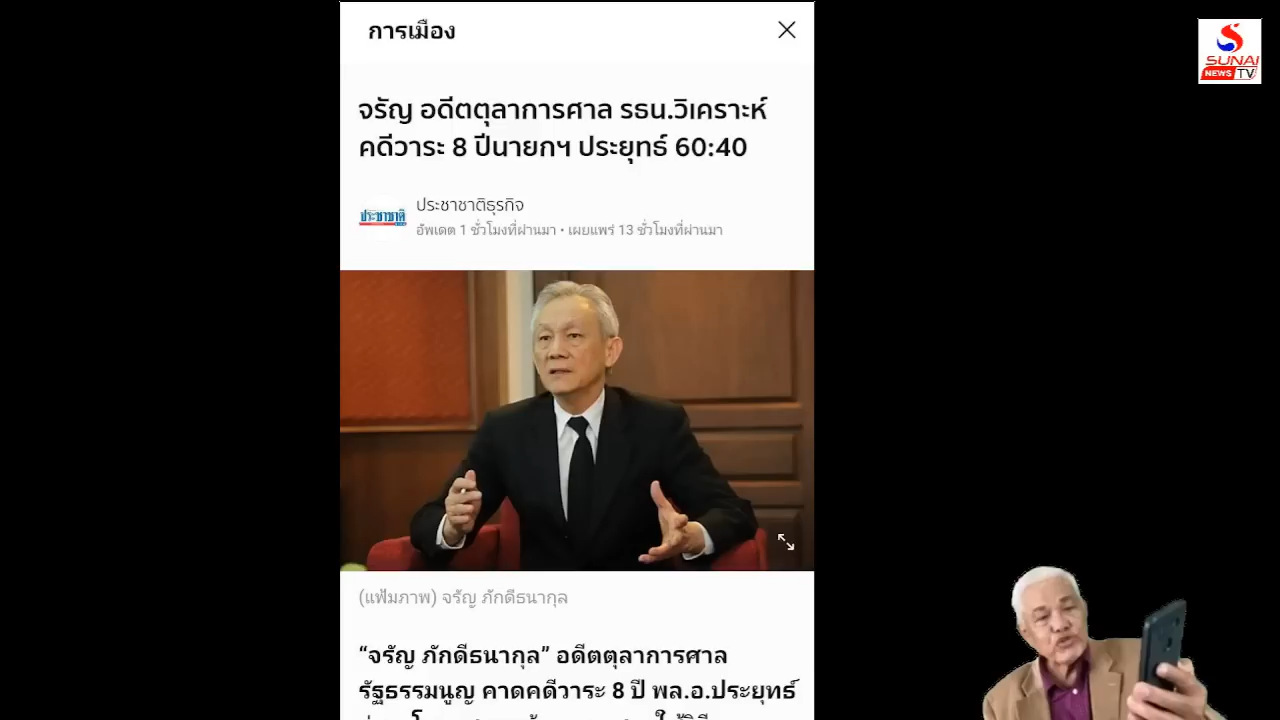 การเมือง
SUNAI
NEWS TV
จรัญ อดีตตุลาการศาล รธน.วิเคราะห์
คดีวาระ 8 ปีนายกฯ ประยุทธ์ 60:40
ประชาชาติ
ประชาชาติธุรกิจ
อัพเดต 1 ชั่วโมงที่ผ่านมา • เผยแพร่ 13 ชั่วโมงที่ผ่านมา
(แฟ้มภาพ) จรัญ ภักดีธนากุล
“จรัญ ภักดีธนากุล” อดีตตุลาการศาล
รัฐธรรมนูญ คาดคดีวาระ 8 ปี พล.อ.ประยุทธ์